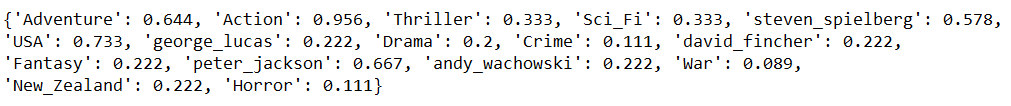 {'Adventure': 0.644, 'Action': 0.956, 'Thriller': 0.333, 'Sci_Fi': 0.333, 'steven_spielberg': 0.578,
'USA': 0.733, 'george_lucas': 0.222, 'Drama': 0.2, 'Crime': 0.111, 'david_fincher': 0.222,
'Fantasy': 0.222, 'peter_jackson': 0.667, 'andy_wachowski': 0.222, 'War': 0.089,
'New_Zealand': 0.222, 'Horror': 0.111}